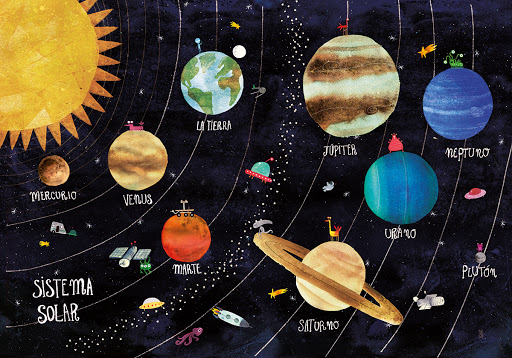 LA TIERRA
JÚPITER
NEPTUNO
MERCURIO
VENUS
URANO
MARTE
PLUTÓN
SISTEMA
SOLAR
SATURNO